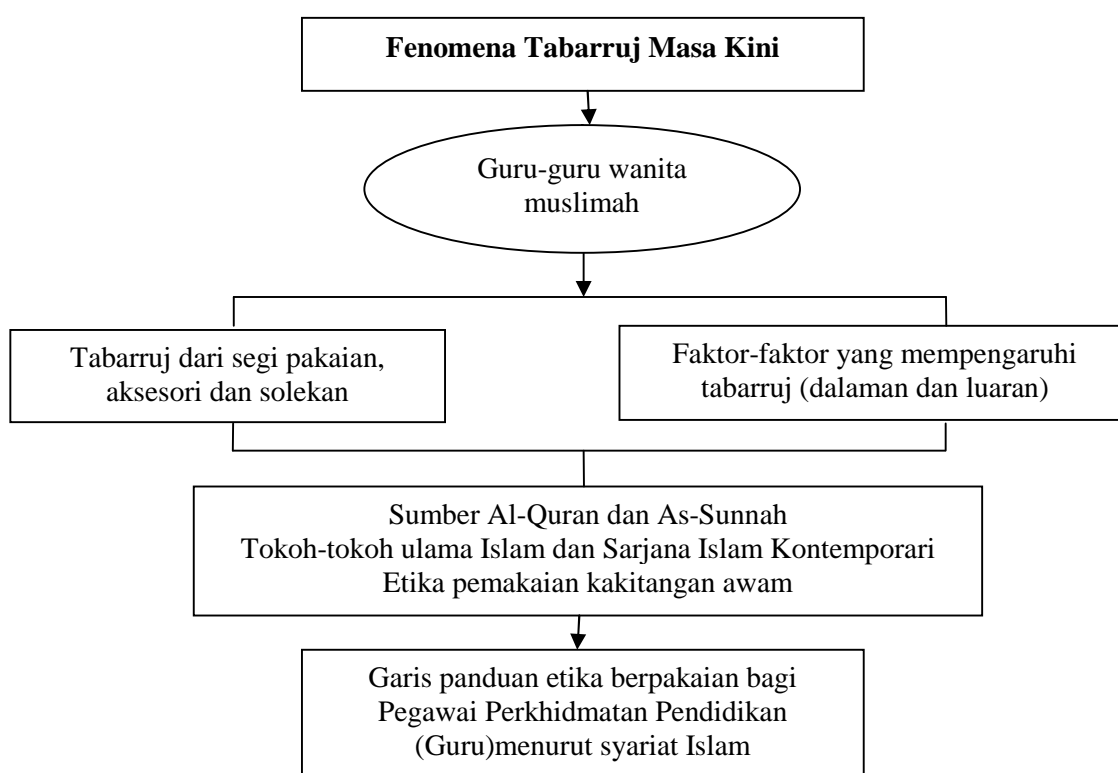 Fenomena Tabarruj Masa Kini
Guru-guru wanita
muslimah
Tabarruj dari segi pakaian,
aksesori dan solekan
Faktor-faktor yang mempengaruhi
tabarruj (dalaman dan luaran)
Sumber Al-Quran dan As-Sunnah
Tokoh-tokoh ulama Islam dan Sarjana Islam Kontemporari
Etika pemakaian kakitangan awam
Garis panduan etika berpakaian bagi
Pegawai Perkhidmatan Pendidikan
(Guru)menurut syariat Islam